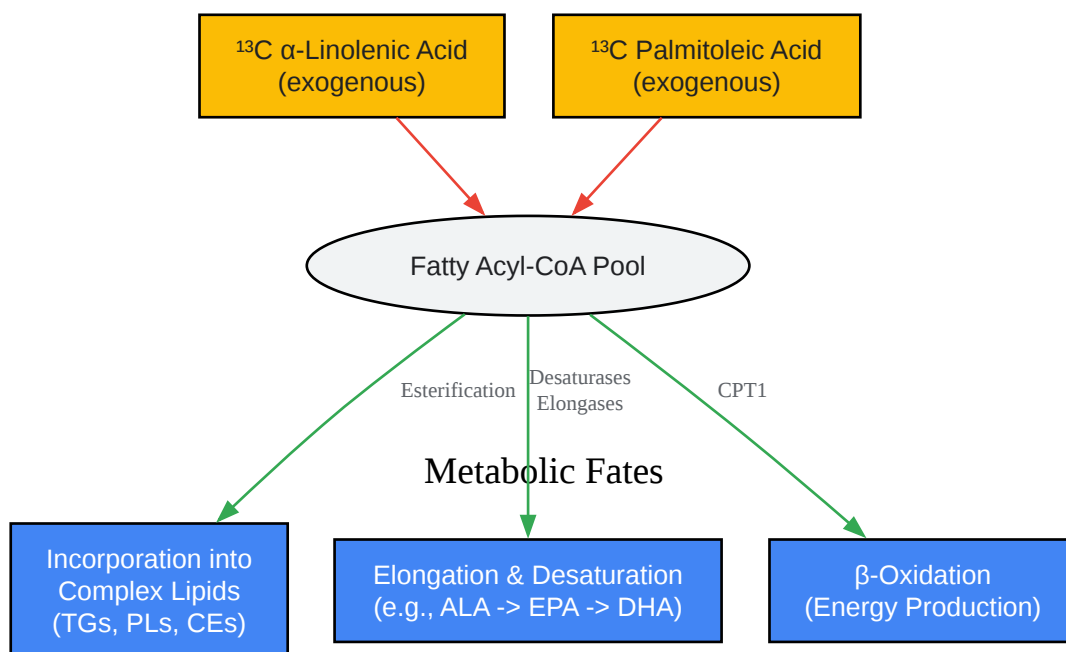 ¹³C α-Linolenic Acid
(exogenous)
¹³C Palmitoleic Acid
(exogenous)
Fatty Acyl-CoA Pool
Esterification
Desaturases
Elongases
CPT1
Metabolic Fates
Incorporation into
Complex Lipids
(TGs, PLs, CEs)
Elongation & Desaturation
(e.g., ALA -> EPA -> DHA)
β-Oxidation
(Energy Production)